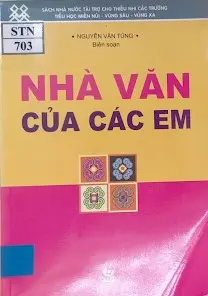 SÁCH NHÀ NƯỚC TÀI TRỢ CHO THIẾU NHI CÁC TRƯỜNG
TIỂU HỌC MIỀN NÚI - VÙNG SÂU - VÙNG XA
STN
703
• NGUYỄN VĂN TÙNG •
Biên soạn
NHÀ VĂN
CỦA CÁC EM